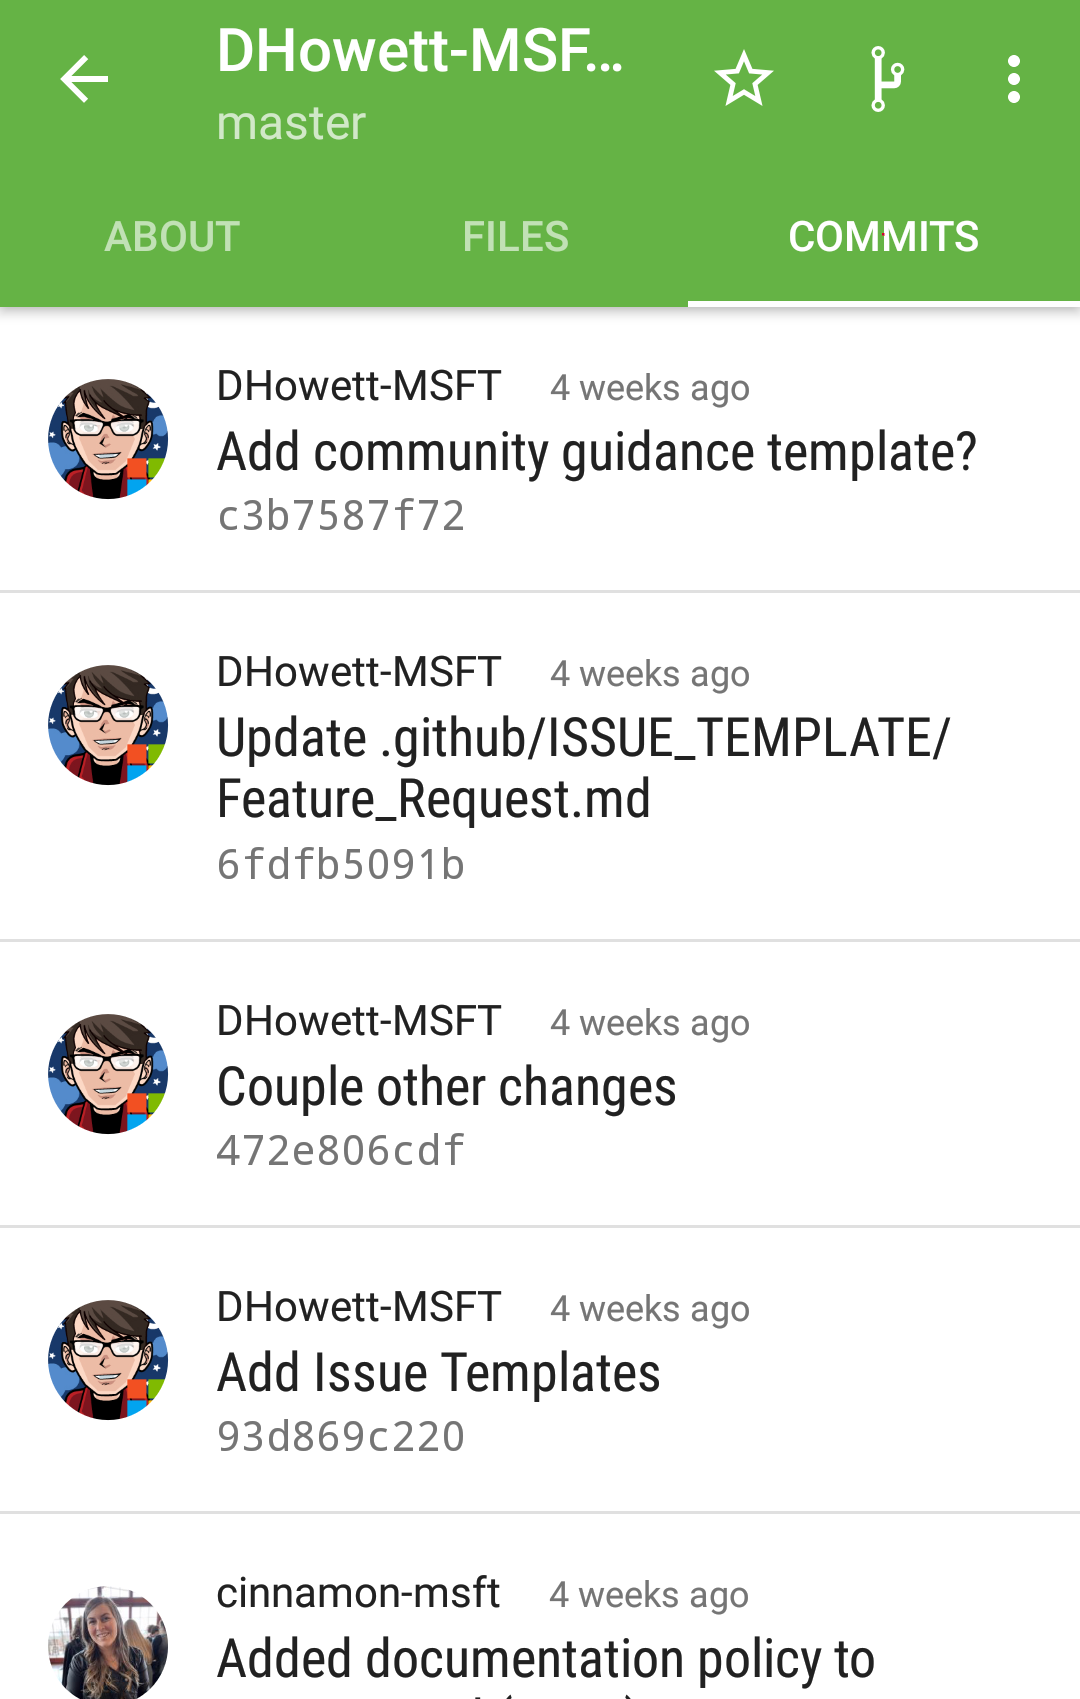 DHowett-MSF...
master
ABOUT FILES COMMITS
DHowett-MSFT 4 weeks ago
Add community guidance template?
c3b7587f72
DHowett-MSFT 4 weeks ago
Update .github/ISSUE_TEMPLATE/
Feature_Request.md
6fdfb5091b
DHowett-MSFT 4 weeks ago
Couple other changes
472e806cdf
DHowett-MSFT 4 weeks ago
Add Issue Templates
93d869c220
cinnamon-msft 4 weeks ago
Added documentation policy to